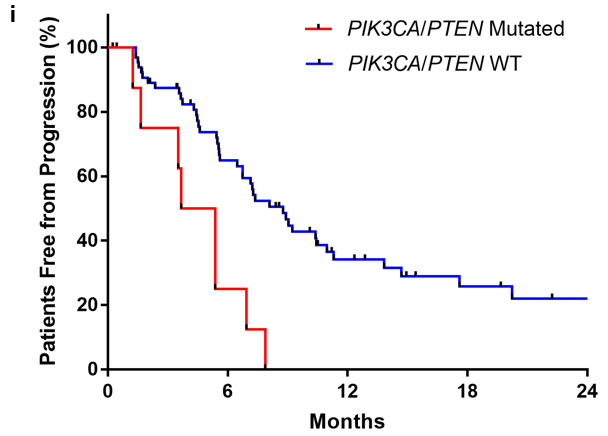 i
PIK3CA/PTEN Mutated
PIK3CA/PTEN WT
Patients Free from Progression (%)
100
80
60
40
20
0
0 6 12 18 24
Months